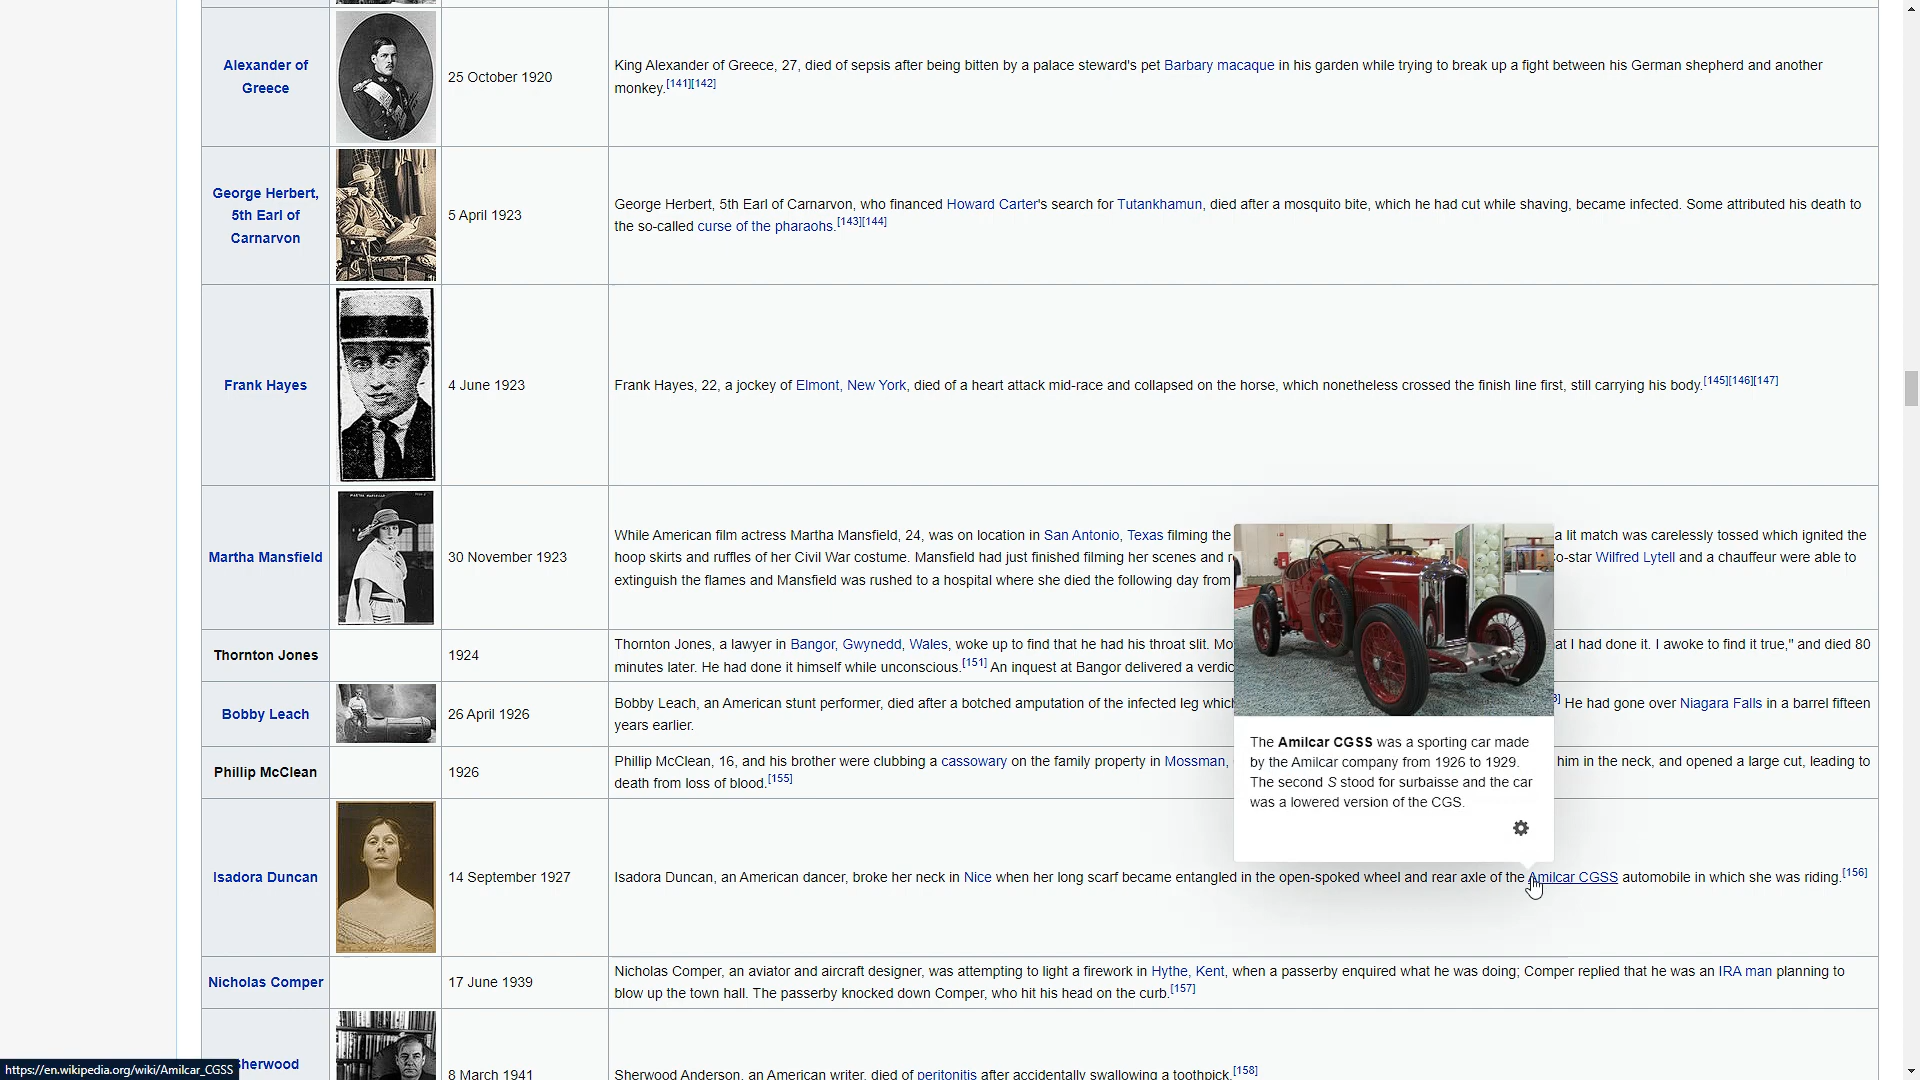 Alexander of
Greece
25 October 1920
King Alexander of Greece, 27, died of sepsis after being bitten by a palace steward's pet Barbary macaque in his garden while trying to break up a fight between his German shepherd and another
monkey.[141][142]
George Herbert,
5th Earl of
Carnarvon
5 April 1923
George Herbert, 5th Earl of Carnarvon, who financed Howard Carter's search for Tutankhamun, died after a mosquito bite, which he had cut while shaving, became infected. Some attributed his death to
the so-called curse of the pharaohs.[143][144]
Frank Hayes
4 June 1923
Frank Hayes, 22, a jockey of Elmont, New York, died of a heart attack mid-race and collapsed on the horse, which nonetheless crossed the finish line first, still carrying his body.[145][146][147]
Martha Mansfield
30 November 1923
While American film actress Martha Mansfield, 24, was on location in San Antonio, Texas filming the
a lit match was carelessly tossed which ignited the
hoop skirts and ruffles of her Civil War costume. Mansfield had just finished filming her scenes and
o-star Wilfred Lytell and a chauffeur were able to
extinguish the flames and Mansfield was rushed to a hospital where she died the following day from
Thornton Jones
1924
Thornton Jones, a lawyer in Bangor, Gwynedd, Wales, woke up to find that he had his throat slit. Mo
at I had done it. I awoke to find it true," and died 80
minutes later. He had done it himself while unconscious.[151] An inquest at Bangor delivered a verdic
Bobby Leach
26 April 1926
Bobby Leach, an American stunt performer, died after a botched amputation of the infected leg whic
3] He had gone over Niagara Falls in a barrel fifteen
years earlier.
Phillip McClean
1926
Phillip McClean, 16, and his brother were clubbing a cassowary on the family property in Mossman,
him in the neck, and opened a large cut, leading to
death from loss of blood.[155]
The Amilcar CGSS was a sporting car made
by the Amilcar company from 1926 to 1929.
The second S stood for surbaisse and the car
was a lowered version of the CGS.
Isadora Duncan
14 September 1927
Isadora Duncan, an American dancer, broke her neck in Nice when her long scarf became entangled in the open-spoked wheel and rear axle of the Amilcar CGSS automobile in which she was riding.[156]
Nicholas Comper
17 June 1939
Nicholas Comper, an aviator and aircraft designer, was attempting to light a firework in Hythe, Kent, when a passerby enquired what he was doing; Comper replied that he was an IRA man planning to
blow up the town hall. The passerby knocked down Comper, who hit his head on the curb.[157]
Sherwood
8 March 1941
Sherwood Anderson, an American writer, died of peritonitis after accidentally swallowing a toothpick.[158]
https://en.wikipedia.org/wiki/Amilcar_CGSS